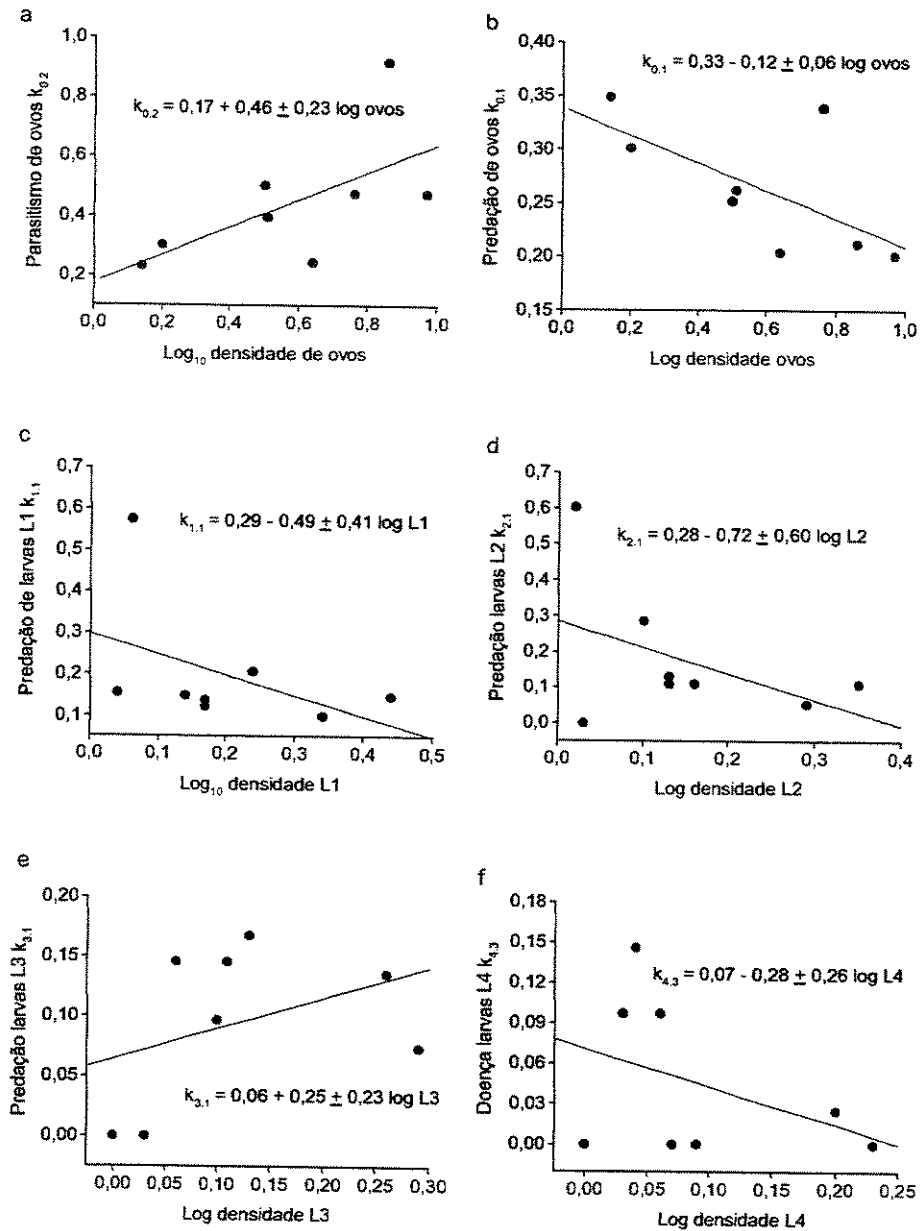 a
Parasitismo de ovos k0.2
1,0
0,8
0,6
0,4
0,2
k0.2 = 0,17 + 0,46 ± 0,23 log ovos
0,0 0,2 0,4 0,6 0,8 1,0
Log10 densidade de ovos
b
Predação de ovos k0.1
0,40
0,35
0,30
0,25
0,20
0,15
k0.1 = 0,33 - 0,12 ± 0,06 log ovos
0,0 0,2 0,4 0,6 0,8 1,0
Log densidade ovos
c
Predação de larvas L1 k1.1
0,7
0,6
0,5
0,4
0,3
0,2
0,1
k1.1 = 0,29 - 0,49 ± 0,41 log L1
0,0 0,1 0,2 0,3 0,4 0,5
Log10 densidade L1
d
Predação larvas L2 k2.1
0,7
0,6
0,5
0,4
0,3
0,2
0,1
0,0
k2.1 = 0,28 - 0,72 ± 0,60 log L2
0,0 0,1 0,2 0,3 0,4
Log densidade L2
e
Predação larvas L3 k3.1
0,20
0,15
0,10
0,05
0,00
k3.1 = 0,06 + 0,25 ± 0,23 log L3
0,00 0,05 0,10 0,15 0,20 0,25 0,30
Log densidade L3
f
Doença larvas L4 k4.3
0,18
0,15
0,12
0,09
0,06
0,03
0,00
k4.3 = 0,07 - 0,28 ± 0,26 log L4
0,00 0,05 0,10 0,15 0,20 0,25
Log densidade L4